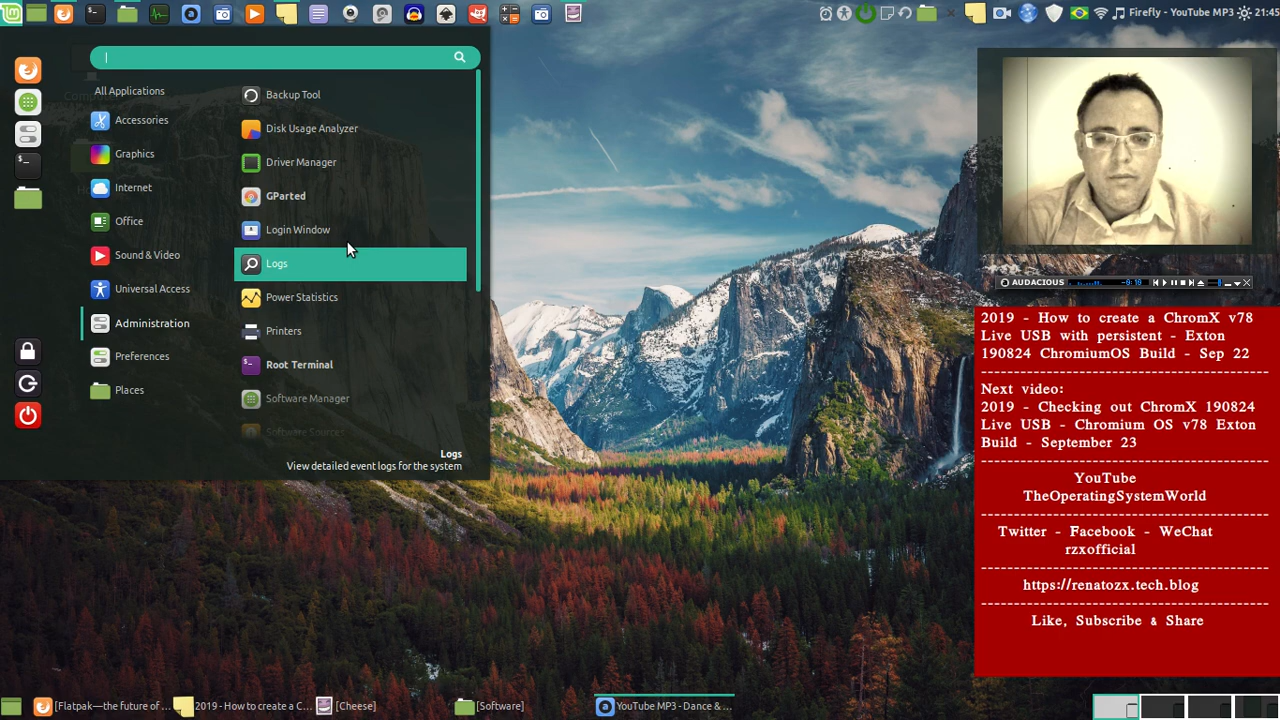 Firefly - YouTube MP3
21:45
All Applications
Accessories
Graphics
Internet
Office
Sound & Video
Universal Access
Administration
Preferences
Places
Backup Tool
Disk Usage Analyzer
Driver Manager
GParted
Login Window
Logs
Power Statistics
Printers
Root Terminal
Software Manager
Software Sources
Logs
View detailed event logs for the system
AUDACIOUS
2019 - How to create a ChromX v78
Live USB with persistent - Exton
190824 ChromiumOS Build - Sep 22
----------------------------------
Next video:
2019 - Checking out ChromX 190824
Live USB - Chromium OS v78 Exton
Build - September 23
----------------------------------
YouTube
TheOperatingSystemWorld
----------------------------------
Twitter - Facebook - WeChat
rzxofficial
----------------------------------
https://renatozx.tech.blog
----------------------------------
Like, Subscribe & Share
[Flatpak—the future of ...
2019 - How to create a C...
[Cheese]
[Software]
YouTube MP3 - Dance & ...